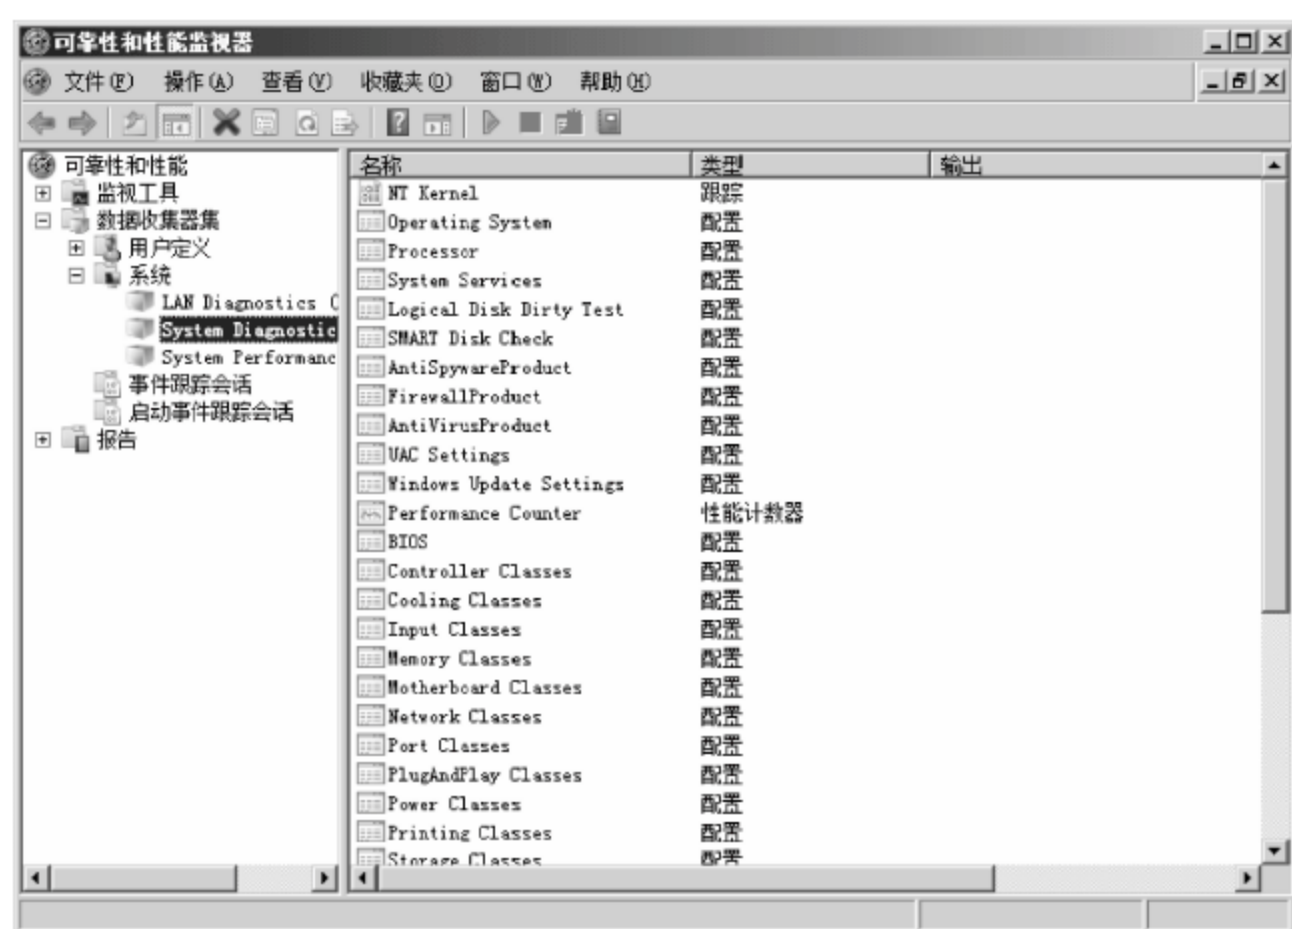 可靠性和性能监视器
文件(F) 操作(A) 查看(V) 收藏夹(O) 窗口(W) 帮助(H)
可靠性和性能
监视工具
数据收集器集
用户定义
系统
LAN Diagnostics
System Diagnostic
System Performanc
事件跟踪会话
启动事件跟踪会话
报告
名称 类型 输出
NT Kernel 跟踪
Operating System 配置
Processor 配置
System Services 配置
Logical Disk Dirty Test 配置
SMART Disk Check 配置
AntiSpywareProduct 配置
FirewallProduct 配置
AntiVirusProduct 配置
UAC Settings 配置
Windows Update Settings 配置
Performance Counter 性能计数器
BIOS 配置
Controller Classes 配置
Cooling Classes 配置
Input Classes 配置
Memory Classes 配置
Motherboard Classes 配置
Network Classes 配置
Port Classes 配置
PlugAndPlay Classes 配置
Power Classes 配置
Printing Classes 配置
Storage Classes 配置